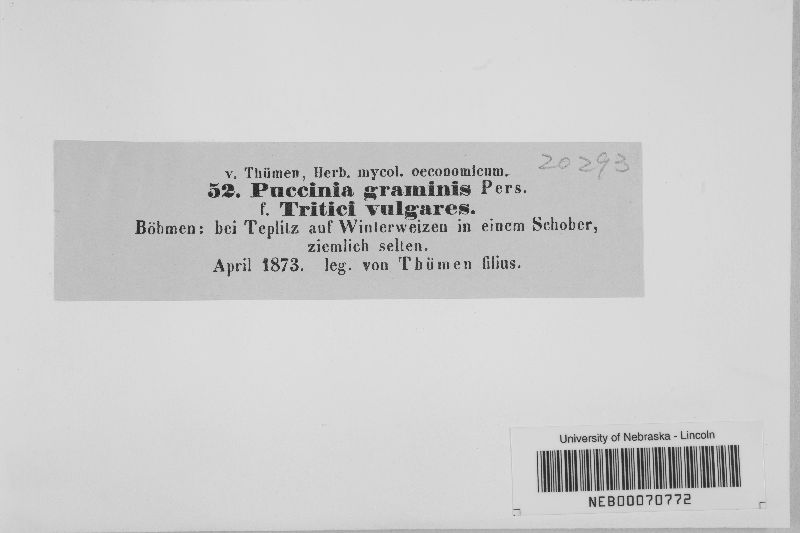 v. Thümen, Herb. mycol. oeconomicum.
20293
52. Puccinia graminis Pers.
f. Tritici vulgares.
Böhmen: bei Teplitz auf Winterweizen in einem Schober,
ziemlich selten.
April 1873. leg. von Thümen filius.
University of Nebraska - Lincoln
NEB00070772